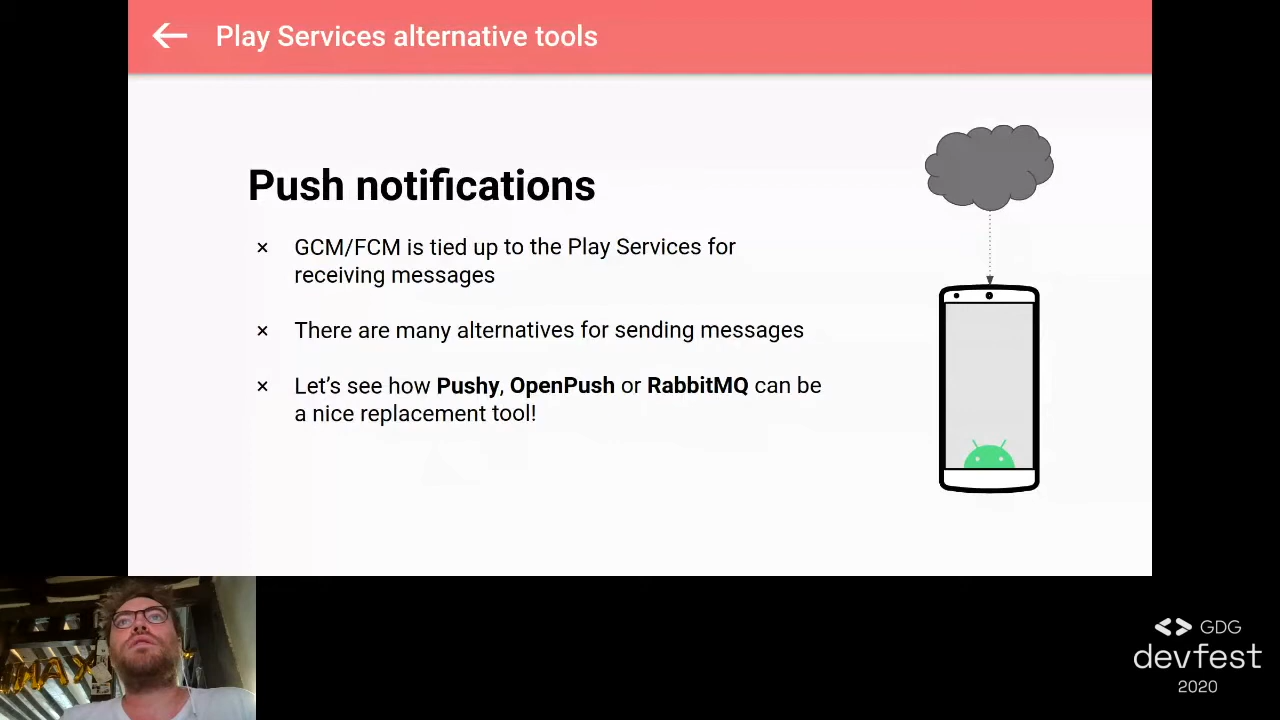 Play Services alternative tools
Push notifications
× GCM/FCM is tied up to the Play Services for
receiving messages
× There are many alternatives for sending messages
× Let's see how Pushy, OpenPush or RabbitMQ can be
a nice replacement tool!
<> GDG
devfest
2020